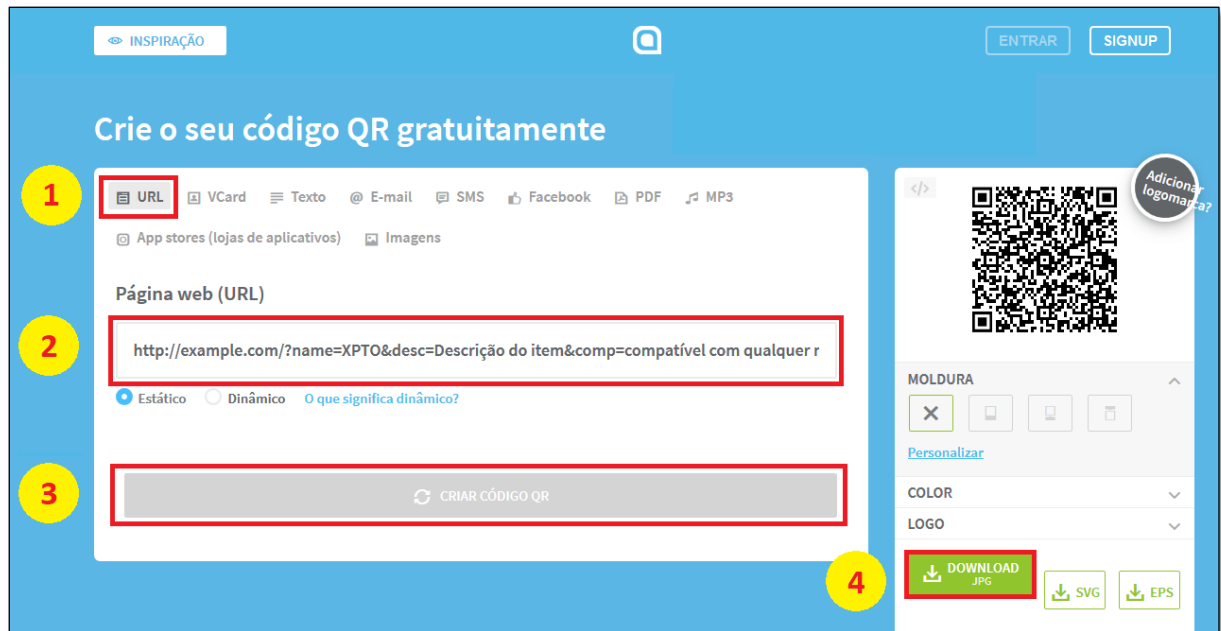 INSPIRAÇÃO
ENTRAR
SIGNUP
Crie o seu código QR gratuitamente
1
URL
VCard
Texto
@ E-mail
SMS
Facebook
PDF
MP3
App stores (lojas de aplicativos)
Imagens
Página web (URL)
2
http://example.com/?name=XPTO&desc=Descrição do item&comp=compatível com qualquer r
Estático
Dinâmico
O que significa dinâmico?
3
CRIAR CÓDIGO QR
</>
Adicionar
logomarca?
MOLDURA
Personalizar
COLOR
LOGO
4
DOWNLOAD
JPG
SVG
EPS